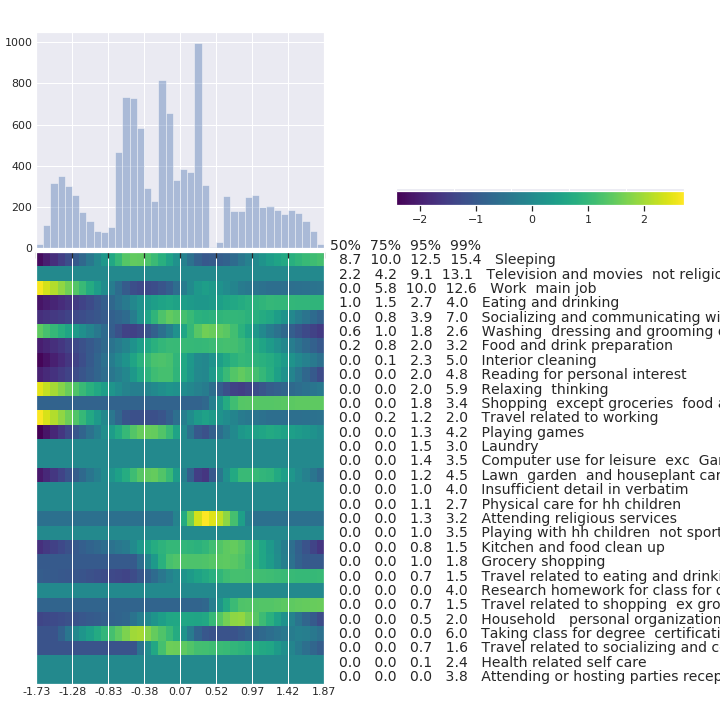 1000
800
600
400
200
0
−2 −1 0 1 2
50% 75% 95% 99%
8.7 10.0 12.5 15.4 Sleeping
2.2 4.2 9.1 13.1 Television and movies not religio
0.0 5.8 10.0 12.6 Work main job
1.0 1.5 2.7 4.0 Eating and drinking
0.0 0.8 3.9 7.0 Socializing and communicating wi
0.6 1.0 1.8 2.6 Washing dressing and grooming
0.2 0.8 2.0 3.2 Food and drink preparation
0.0 0.1 2.3 5.0 Interior cleaning
0.0 0.0 2.0 4.8 Reading for personal interest
0.0 0.0 2.0 5.9 Relaxing thinking
0.0 0.0 1.8 3.4 Shopping except groceries food
0.0 0.2 1.2 2.0 Travel related to working
0.0 0.0 1.3 4.2 Playing games
0.0 0.0 1.5 3.0 Laundry
0.0 0.0 1.4 3.5 Computer use for leisure exc Ga
0.0 0.0 1.2 4.5 Lawn garden and houseplant car
0.0 0.0 1.0 4.0 Insufficient detail in verbatim
0.0 0.0 1.1 2.7 Physical care for hh children
0.0 0.0 1.3 3.2 Attending religious services
0.0 0.0 1.0 3.5 Playing with hh children not sport
0.0 0.0 0.8 1.5 Kitchen and food clean up
0.0 0.0 1.0 1.8 Grocery shopping
0.0 0.0 0.7 1.5 Travel related to eating and drinki
0.0 0.0 0.0 4.0 Research homework for class for
0.0 0.0 0.7 1.5 Travel related to shopping ex gro
0.0 0.0 0.5 2.0 Household personal organization
0.0 0.0 0.0 6.0 Taking class for degree certificati
0.0 0.0 0.7 1.6 Travel related to socializing and
0.0 0.0 0.1 2.4 Health related self care
0.0 0.0 0.0 3.8 Attending or hosting parties recep
-1.73 -1.28 -0.83 -0.38 0.07 0.52 0.97 1.42 1.87